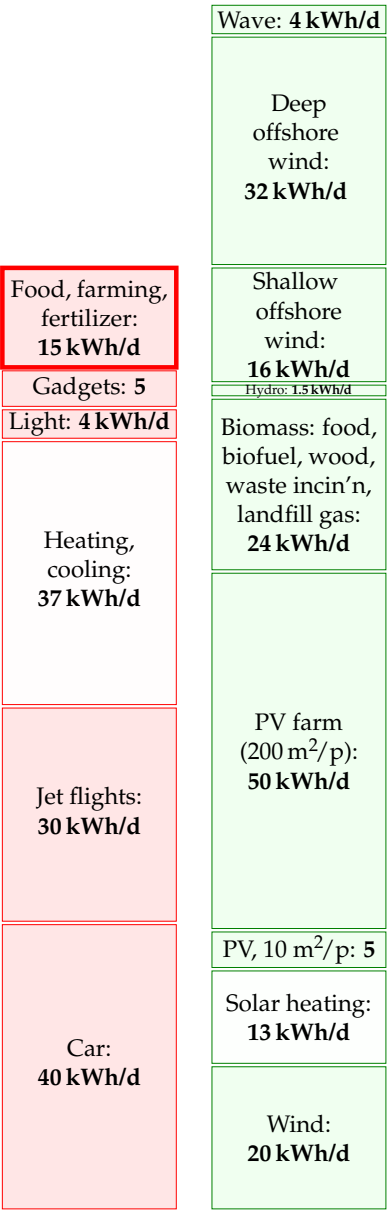 Food, farming,
fertilizer:
15 kWh/d
Gadgets: 5
Light: 4 kWh/d
Heating,
cooling:
37 kWh/d
Jet flights:
30 kWh/d
Car:
40 kWh/d
Wave: 4 kWh/d
Deep
offshore
wind:
32 kWh/d
Shallow
offshore
wind:
16 kWh/d
Hydro: 1.5 kWh/d
Biomass: food,
biofuel, wood,
waste incin’n,
landfill gas:
24 kWh/d
PV farm
(200 m²/p):
50 kWh/d
PV, 10 m²/p: 5
Solar heating:
13 kWh/d
Wind:
20 kWh/d